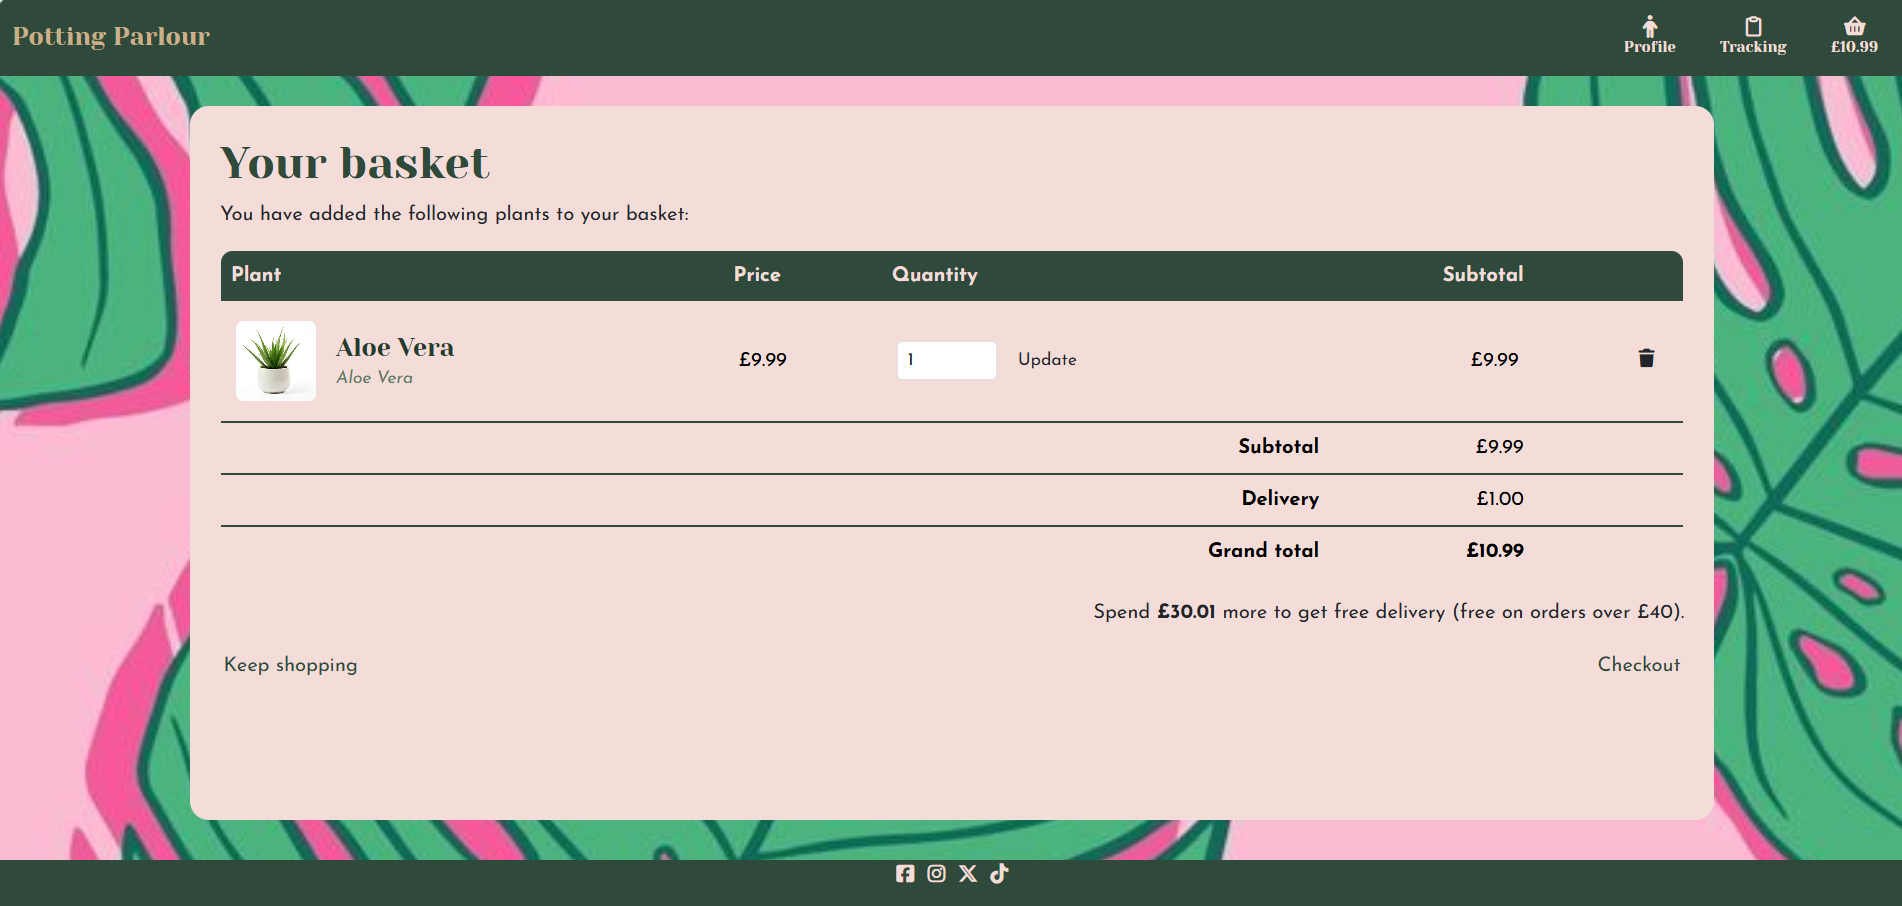 Potting Parlour
Profile
Tracking
£10.99
Your basket
You have added the following plants to your basket:
Plant Price Quantity Subtotal
Aloe Vera
Aloe Vera
£9.99 1 Update £9.99
Subtotal £9.99
Delivery £1.00
Grand total £10.99
Spend £30.01 more to get free delivery (free on orders over £40).
Keep shopping Checkout